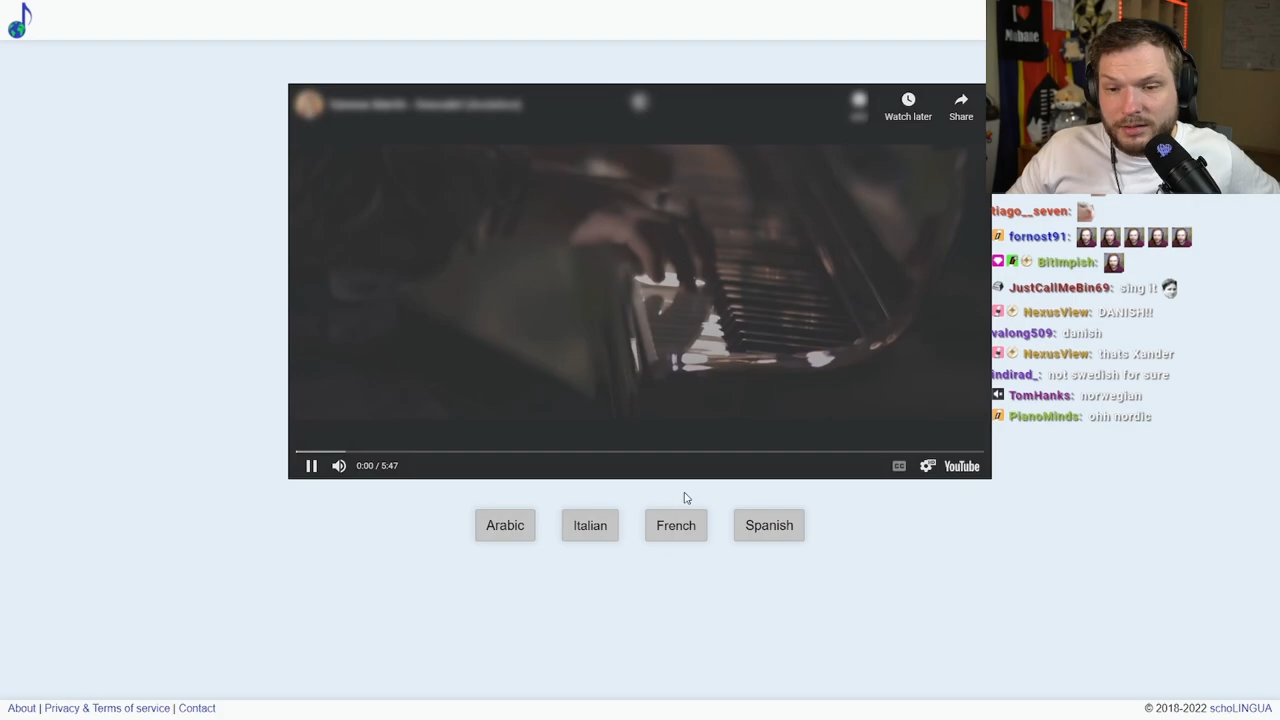 Watch later
Share
0:00 / 5:47
YouTube
Arabic
Italian
French
Spanish
tiago__seven:
fornost91:
BitImpish:
JustCallMeBin69: sing it
NexusView: DANISH!!
walong509: danish
NexusView: thats Xander
indirad_: not swedish for sure
TomHanks: norwegian
PianoMinds: ohh nordic
About | Privacy & Terms of service | Contact
© 2018-2022 schoLINGUA